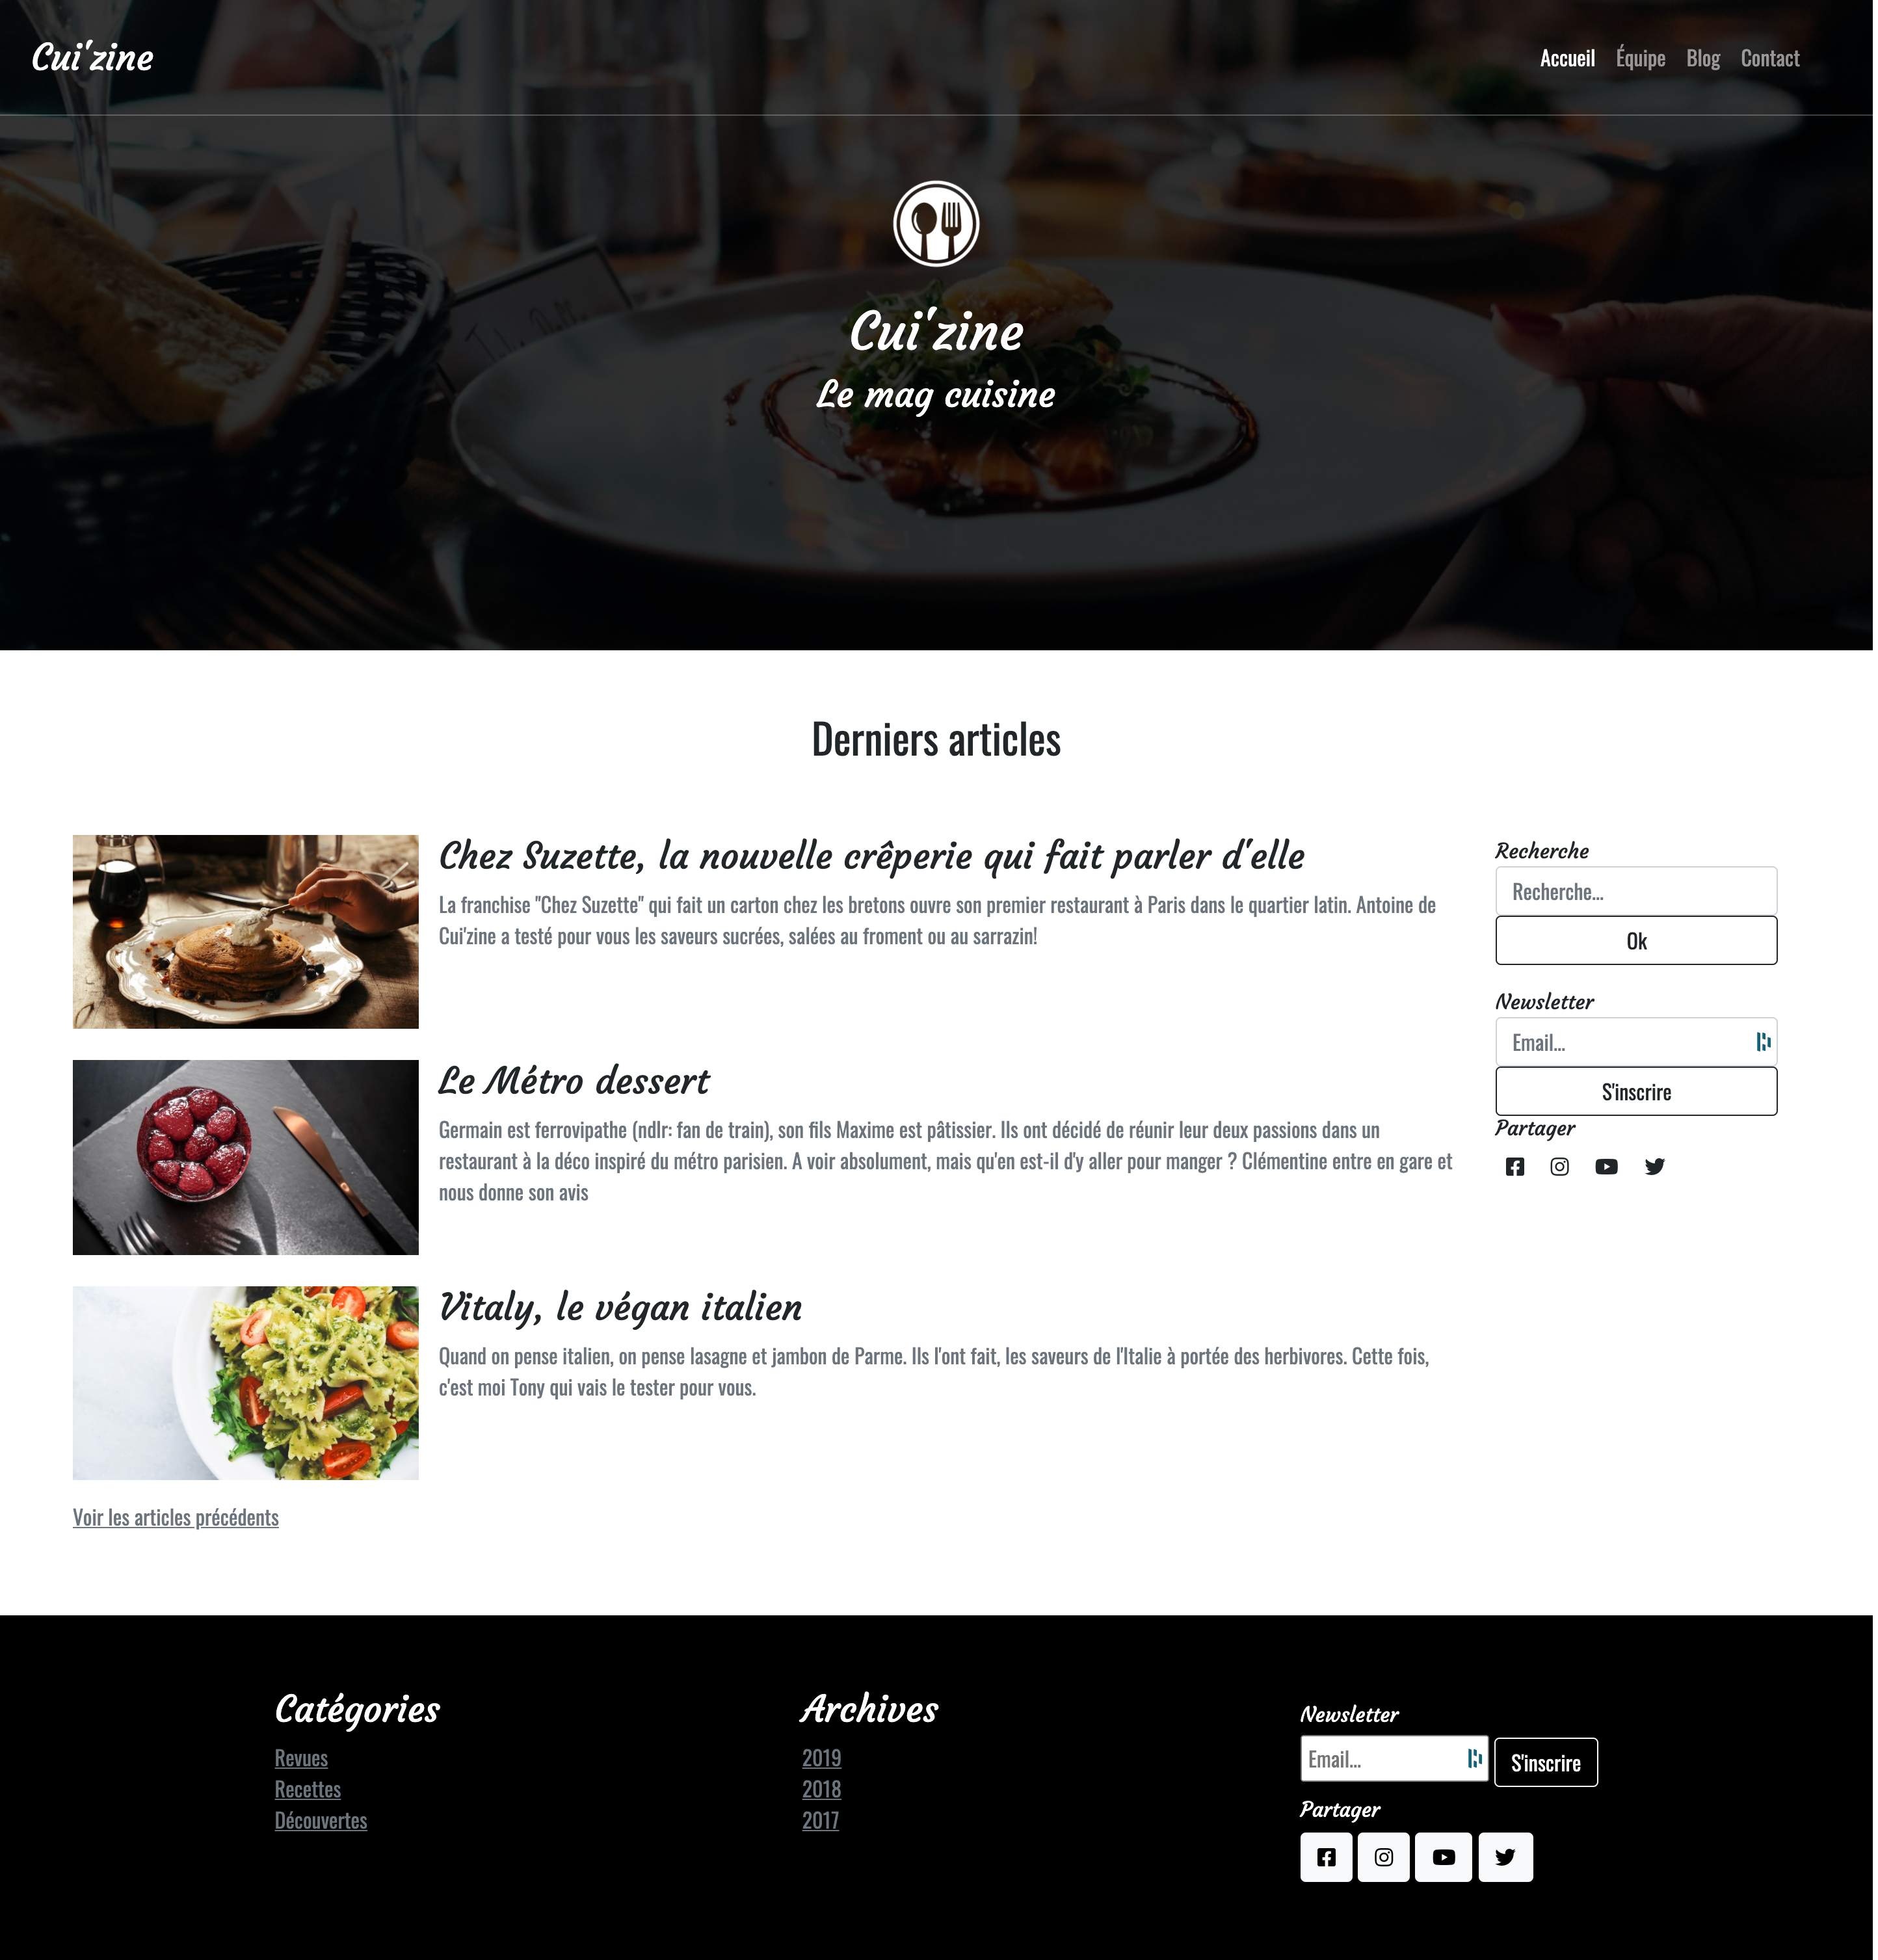 Cui'zine
Accueil Équipe Blog Contact
Cui'zine
Le mag cuisine
Derniers articles
Chez Suzette, la nouvelle crêperie qui fait parler d'elle
La franchise "Chez Suzette" qui fait un carton chez les bretons ouvre son premier restaurant à Paris dans le quartier latin. Antoine de
Cui'zine a testé pour vous les saveurs sucrées, salées au froment ou au sarrazin!
Le Métro dessert
Germain est ferrovipathe (ndlr: fan de train), son fils Maxime est pâtissier. Ils ont décidé de réunir leur deux passions dans un
restaurant à la déco inspiré du métro parisien. A voir absolument, mais qu'en est-il d'y aller pour manger ? Clémentine entre en gare et
nous donne son avis
Vitaly, le végan italien
Quand on pense italien, on pense lasagne et jambon de Parme. Ils l'ont fait, les saveurs de l'Italie à portée des herbivores. Cette fois,
c'est moi Tony qui vais le tester pour vous.
Voir les articles précédents
Recherche
Recherche...
Ok
Newsletter
Email...
S'inscrire
Partager
Catégories
Revues
Recettes
Découvertes
Archives
2019
2018
2017
Newsletter
Email...
S'inscrire
Partager